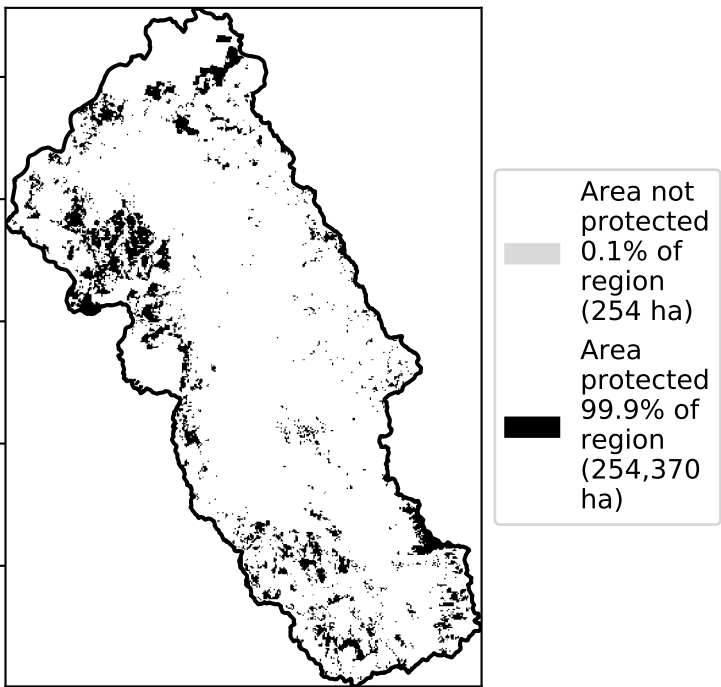 Area not
protected
0.1% of
region
(254 ha)
Area
protected
99.9% of
region
(254,370
ha)